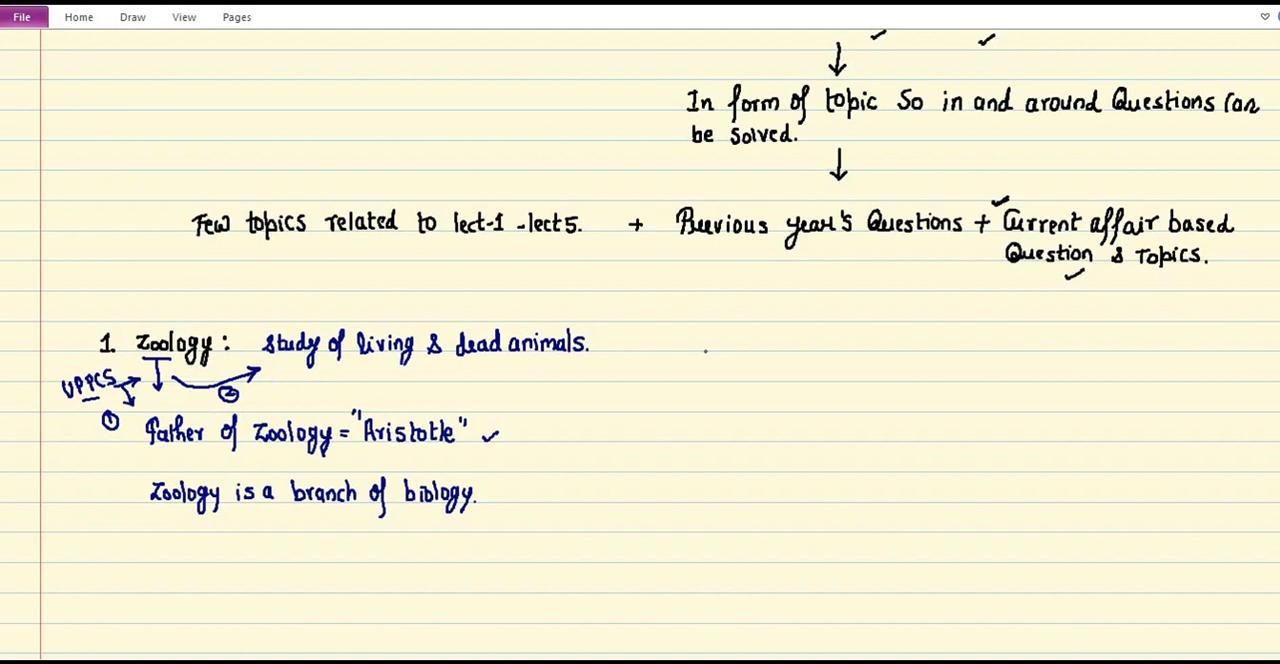 File Home Draw View Pages
In form of topic So in and around Questions Can
be Solved.
Few topics related to lect-1 -lect5. + Previous year's Questions + Current affair based
Question & Topics.
1. Zoology : Study of living & dead animals.
UPPCS
②
① Father of Zoology = "Aristotle"
Zoology is a branch of biology.